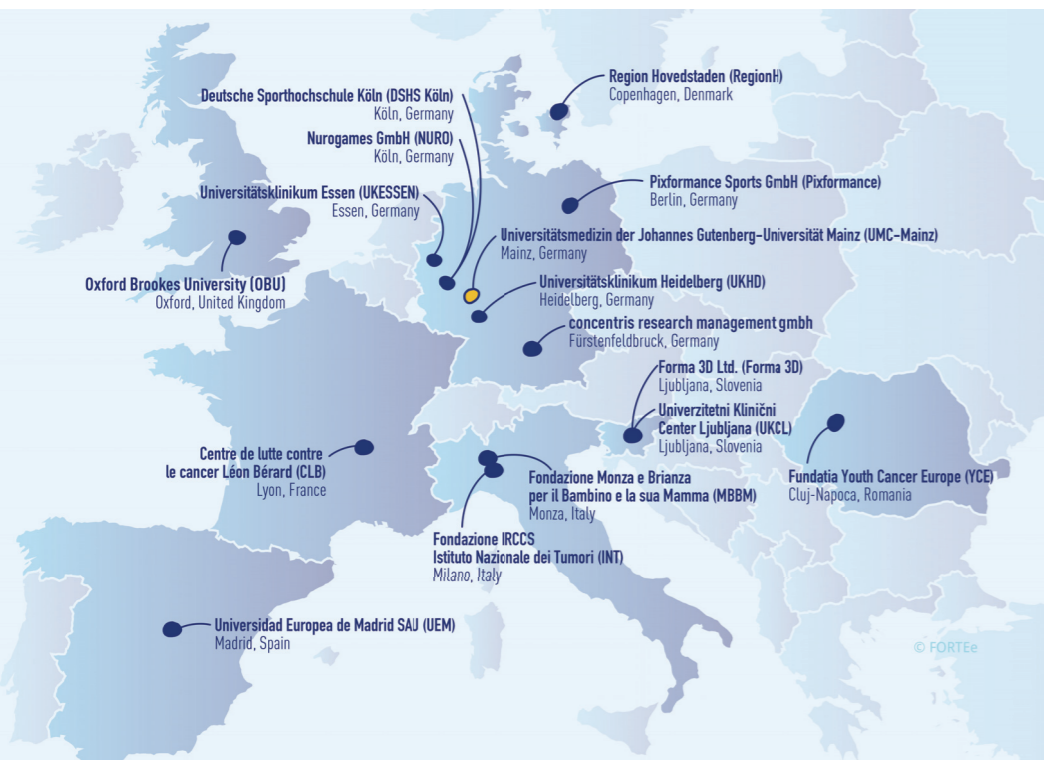 Region Hovedstaden (RegionH)
Copenhagen, Denmark
Deutsche Sporthochschule Köln (DSHS Köln)
Köln, Germany
Nurogames GmbH (NURO)
Köln, Germany
Pixformance Sports GmbH (Pixformance)
Berlin, Germany
Universitätsklinikum Essen (UKESSEN)
Essen, Germany
Universitätsmedizin der Johannes Gutenberg-Universität Mainz (UMC-Mainz)
Mainz, Germany
Oxford Brookes University (OBU)
Oxford, United Kingdom
Universitätsklinikum Heidelberg (UKHD)
Heidelberg, Germany
concentris research management gmbh
Fürstenfeldbruck, Germany
Forma 3D Ltd. (Forma 3D)
Ljubljana, Slovenia
Univerzitetni Klinični
Center Ljubljana (UKCL)
Ljubljana, Slovenia
Centre de lutte contre
le cancer Léon Bérard (CLB)
Lyon, France
Fondazione Monza e Brianza
per il Bambino e la sua Mamma (MBBM)
Monza, Italy
Fundatia Youth Cancer Europe (YCE)
Cluj-Napoca, Romania
Fondazione IRCCS
Istituto Nazionale dei Tumori (INT)
Milano, Italy
Universidad Europea de Madrid SAU (UEM)
Madrid, Spain
© FORTEe